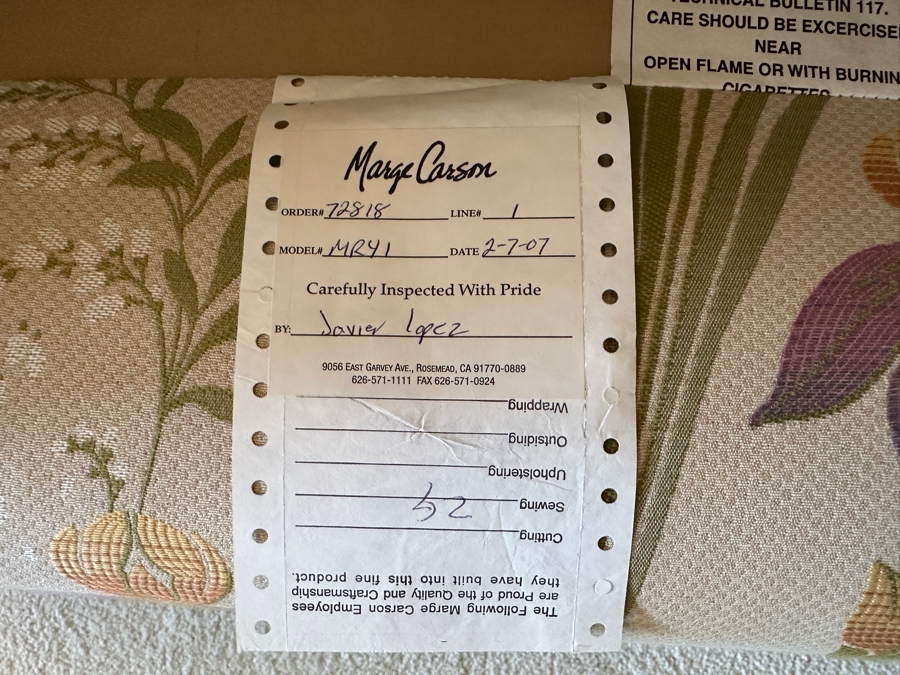 TECHNICAL BULLETIN 117.
CARE SHOULD BE EXCERCISE
NEAR
OPEN FLAME OR WITH BURNIN
CIGARETTES
Marge Carson
ORDER# 72818 LINE# 1
MODEL# MR41 DATE 2-7-07
Carefully Inspected With Pride
BY: Javier Lopez
9056 East Garvey Ave., Rosemead, CA 91770-0889
626-571-1111 FAX 626-571-0924
The Following Marge Carson Employees
are Proud of the Quality and Craftsmanship
they have built into this fine product.
Cutting
Sewing
Upholstering
Outsiding
Wrapping